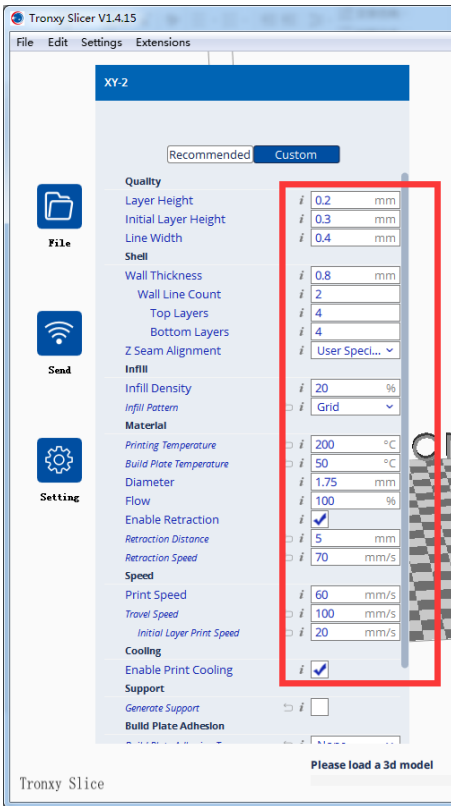 Tronxy Slicer V1.4.15
File Edit Settings Extensions
XY-2
Recommended Custom
Quality
Layer Height i 0.2 mm
Initial Layer Height i 0.3 mm
Line Width i 0.4 mm
Shell
Wall Thickness i 0.8 mm
Wall Line Count i 2
Top Layers i 4
Bottom Layers i 4
Z Seam Alignment i User Speci...
Infill
Infill Density i 20 %
Infill Pattern i Grid
Material
Printing Temperature i 200 °C
Build Plate Temperature i 50 °C
Diameter i 1.75 mm
Flow i 100 %
Enable Retraction i
Retraction Distance i 5 mm
Retraction Speed i 70 mm/s
Speed
Print Speed i 60 mm/s
Travel Speed i 100 mm/s
Initial Layer Print Speed i 20 mm/s
Cooling
Enable Print Cooling i
Support
Generate Support i
Build Plate Adhesion
File
Send
Setting
Please load a 3d model
Tronxy Slice